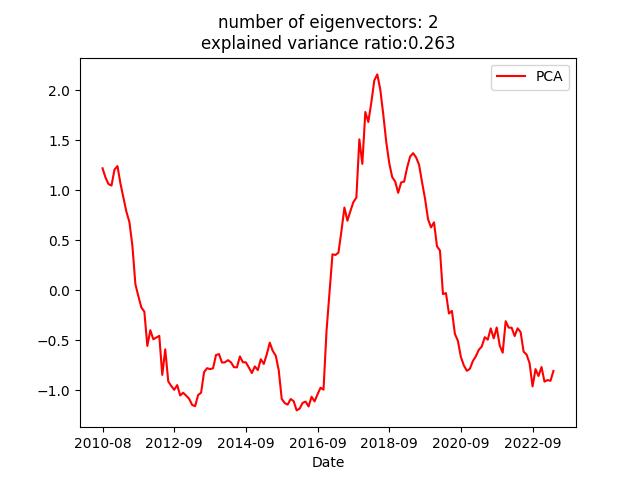 number of eigenvectors: 2
explained variance ratio:0.263
PCA
2.0
1.5
1.0
0.5
0.0
−0.5
−1.0
2010-08 2012-09 2014-09 2016-09 2018-09 2020-09 2022-09
Date